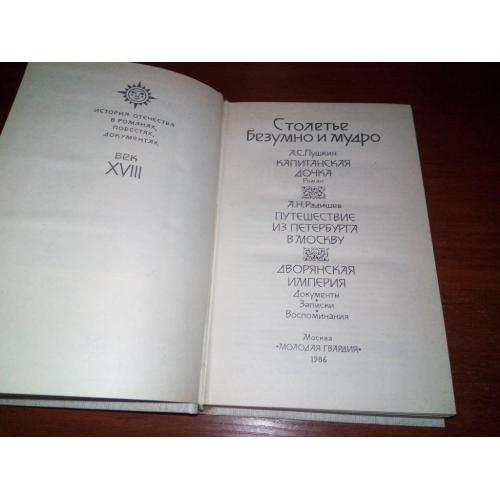 ИСТОРИЯ ОТЕЧЕСТВА
В РОМАНАХ,
ПОВЕСТЯХ,
ДОКУМЕНТАХ
ВЕК
XVIII
Столетье
безумно и мудро
А.С.Пушкин
КАПИТАНСКАЯ
ДОЧКА
Роман
А.Н.Радищев
ПУТЕШЕСТВИЕ
ИЗ ПЕТЕРБУРГА
В МОСКВУ
ДВОРЯНСКАЯ
ИМПЕРИЯ
Документы
Записки
Воспоминания
Москва
«МОЛОДАЯ ГВАРДИЯ»
1986